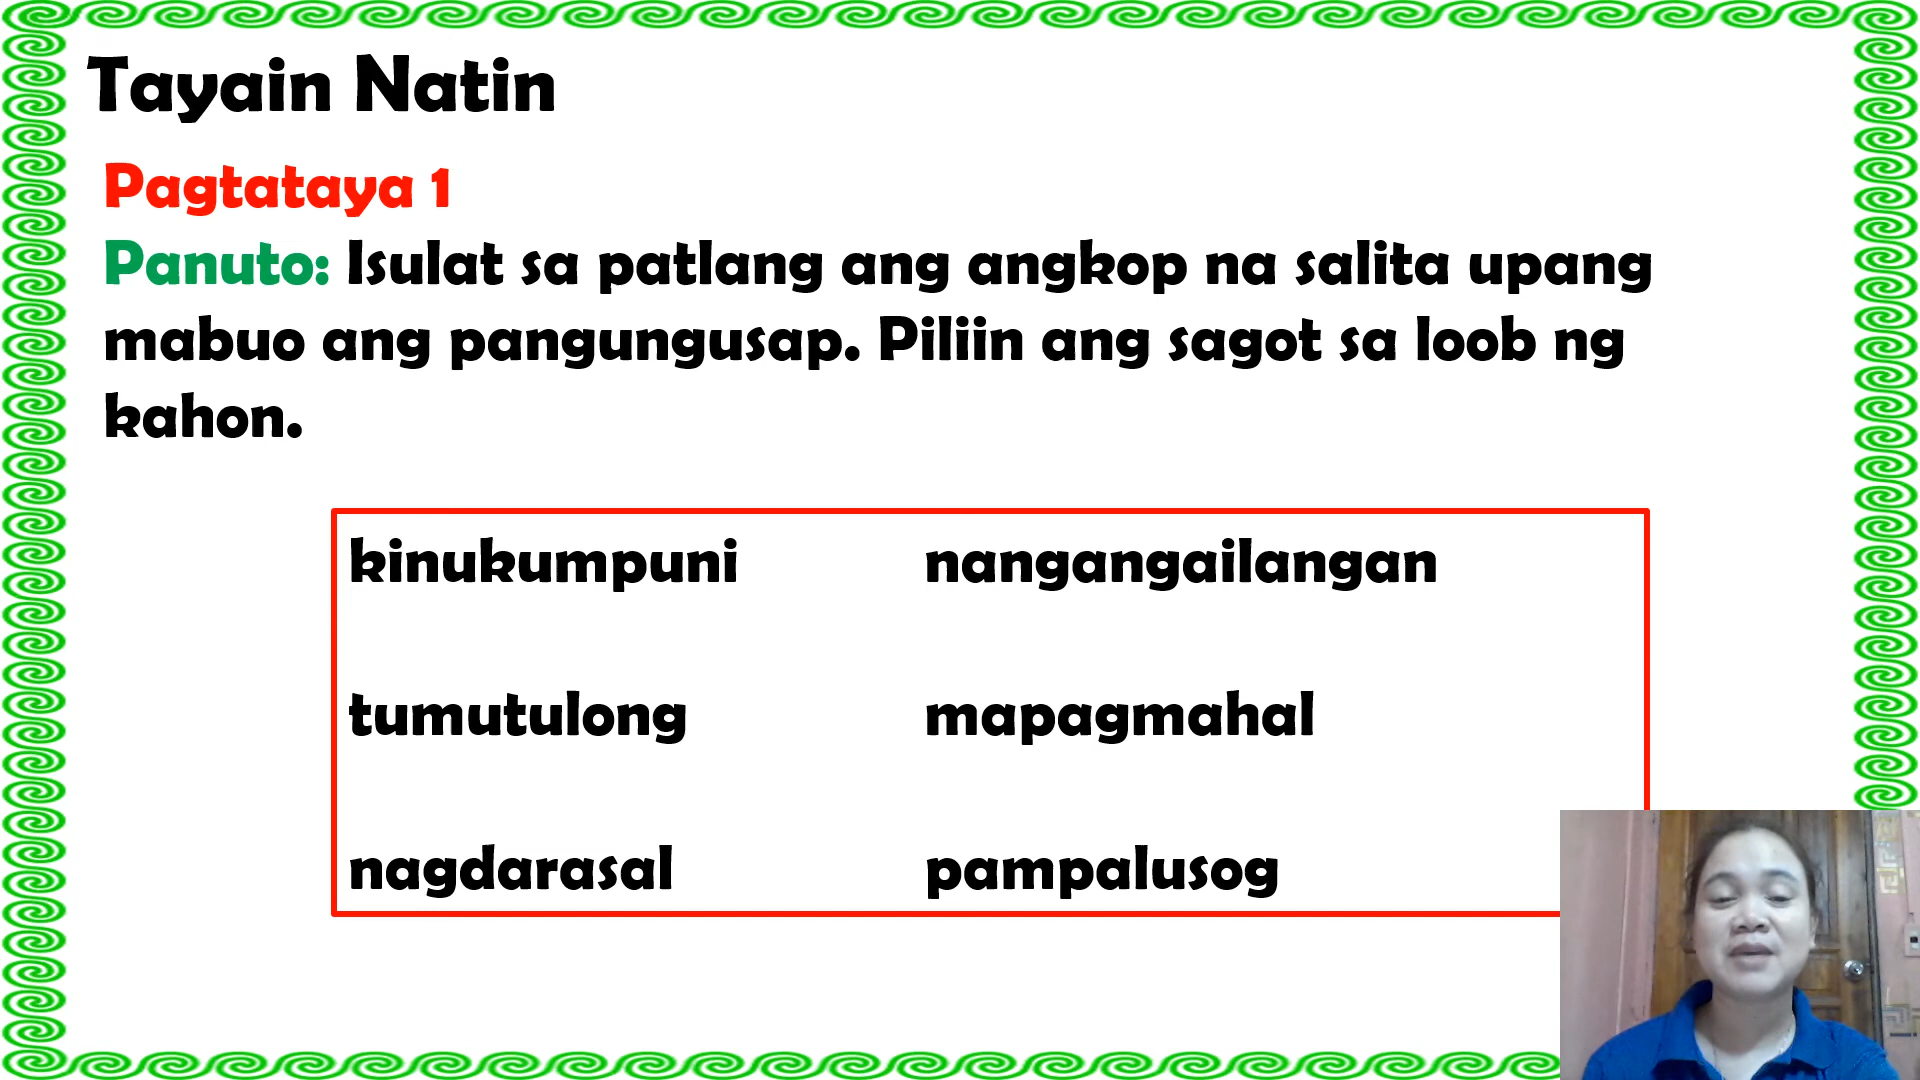 Tayain Natin
Pagtataya 1
Panuto: Isulat sa patlang ang angkop na salita upang
mabuo ang pangungusap. Piliin ang sagot sa loob ng
kahon.
kinukumpuni nangangailangan
tumutulong mapagmahal
nagdarasal pampalusog